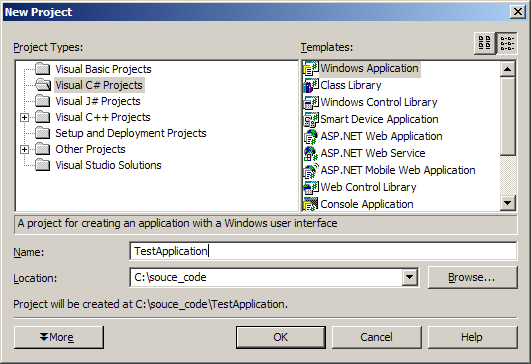 New Project
Project Types:
Templates:
Visual Basic Projects
Visual C# Projects
Visual J# Projects
Visual C++ Projects
Setup and Deployment Projects
Other Projects
Visual Studio Solutions
Windows Application
Class Library
Windows Control Library
Smart Device Application
ASP.NET Web Application
ASP.NET Web Service
ASP.NET Mobile Web Application
Web Control Library
Console Application
A project for creating an application with a Windows user interface
Name: TestApplication
Location: C:\souce_code Browse...
Project will be created at C:\souce_code\TestApplication.
More OK Cancel Help